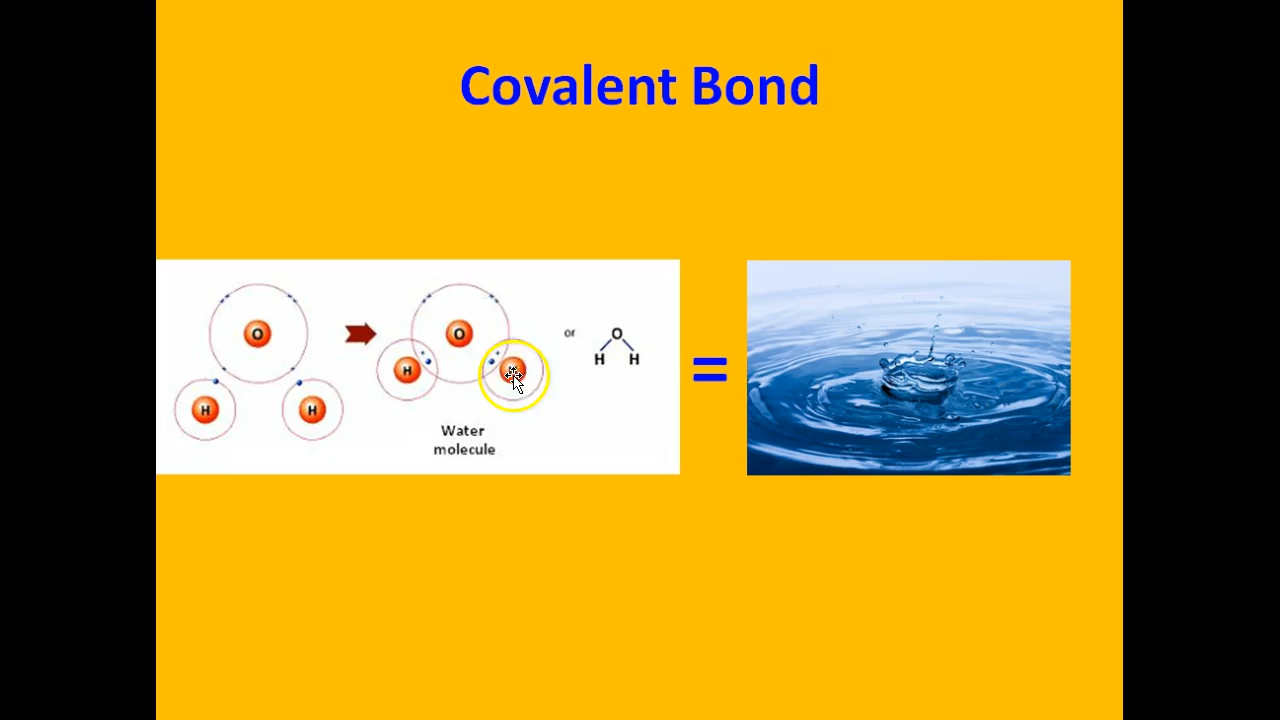 Covalent Bond
O
H
H
O
H
H
Water
molecule
or
O
H
H
=